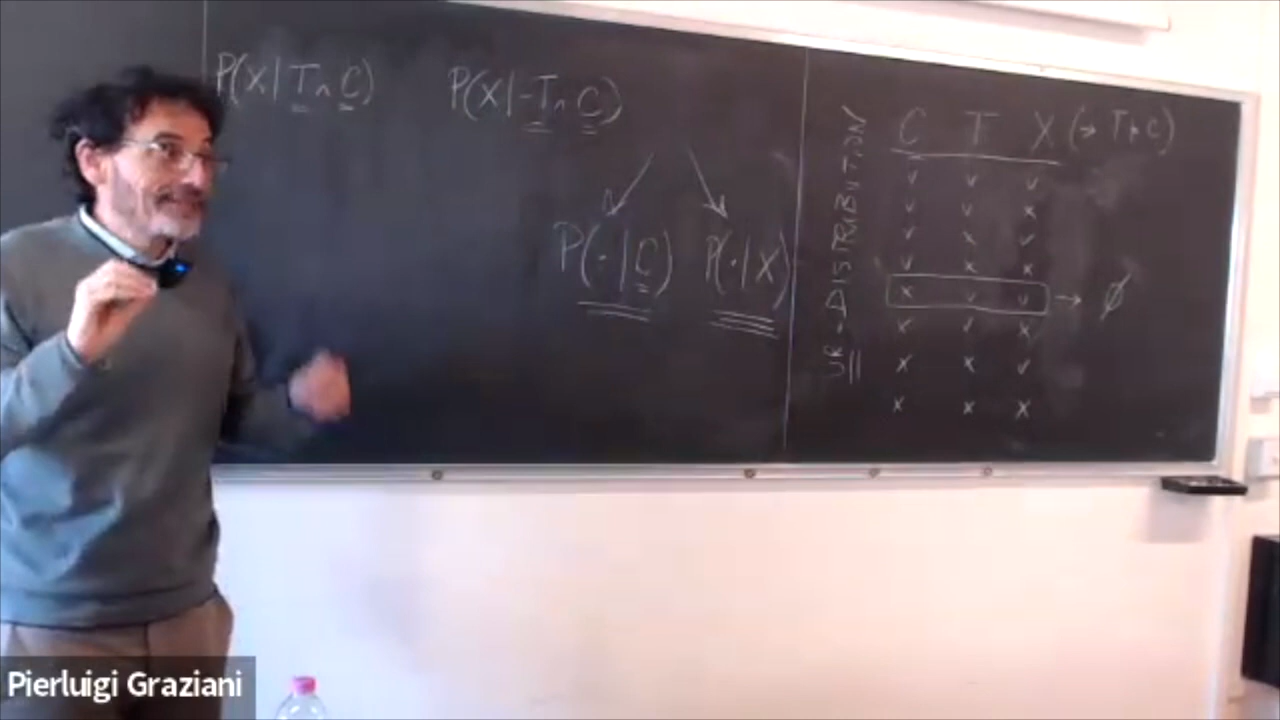 P(X|T∧C) P(X|¬T∧C)
P(·|C) P(·|X)
UR-DISTRIBUTION
C T X (→ T⊢C)
v v v
v v x
v x v
v x x
x v v → ∅
x v x
x x v
x x x
Pierluigi Graziani